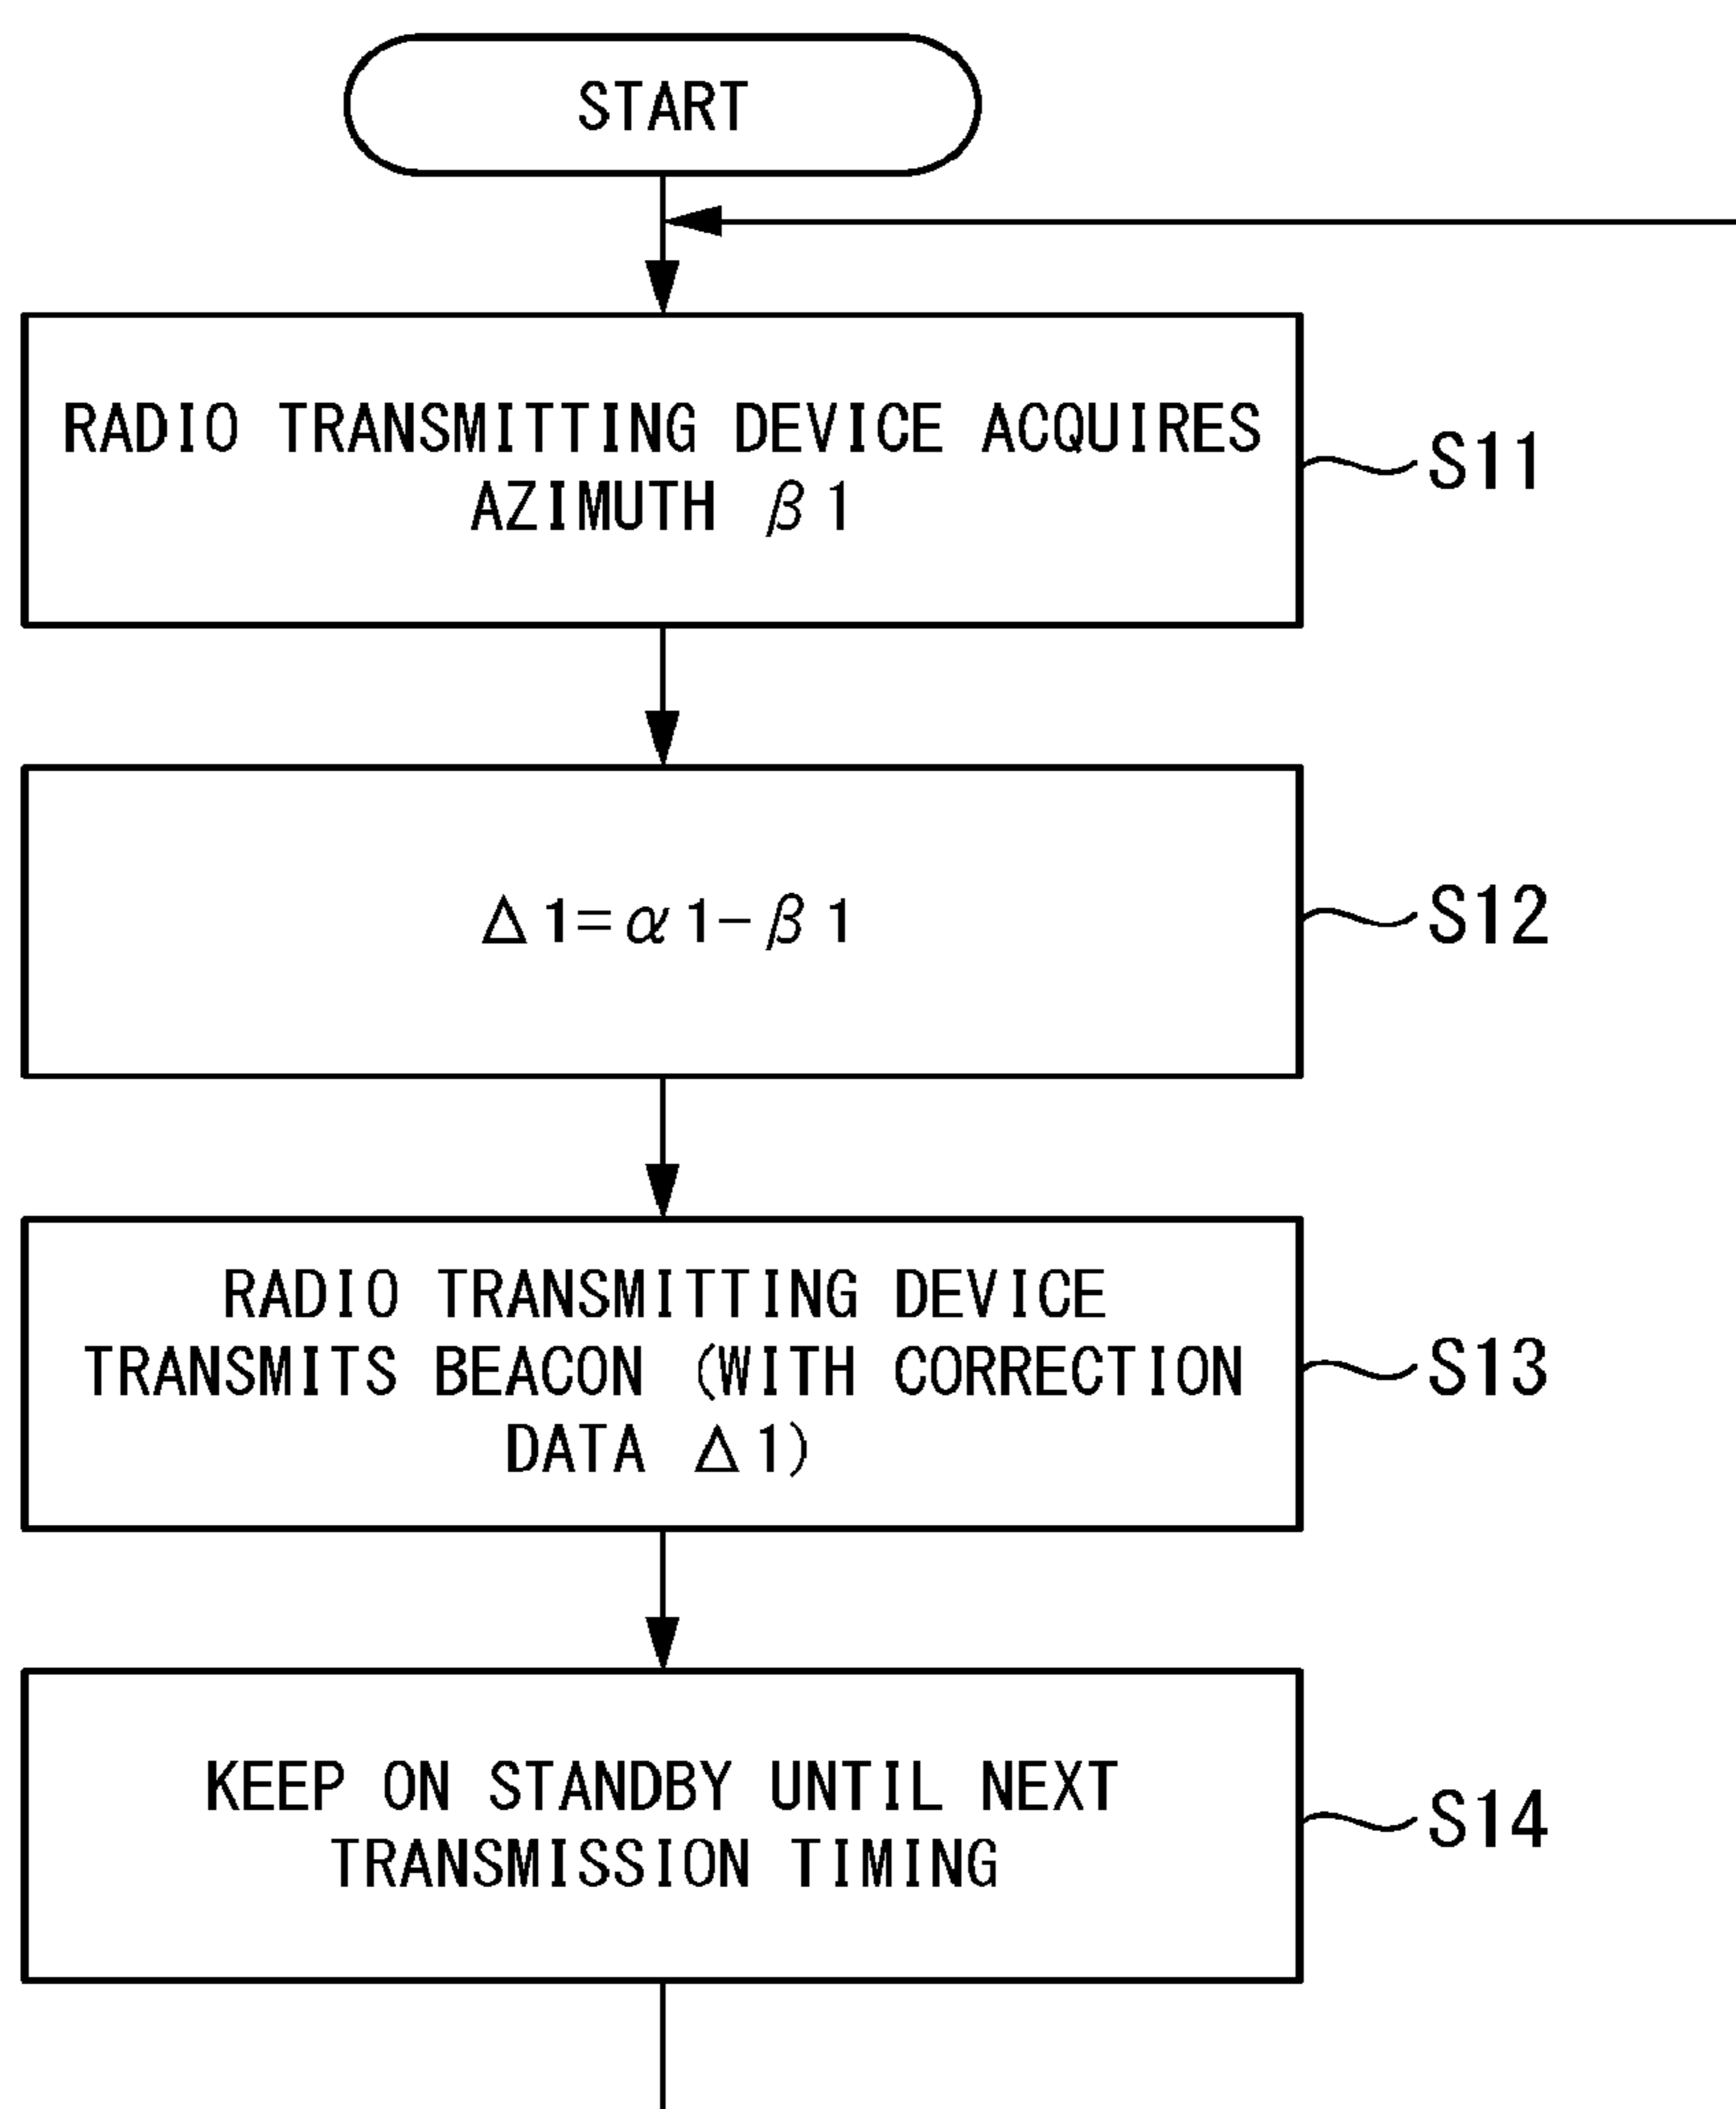 START
RADIO TRANSMITTING DEVICE ACQUIRES
AZIMUTH β1
S11
Δ1=α1-β1
S12
RADIO TRANSMITTING DEVICE
TRANSMITS BEACON (WITH CORRECTION
DATA Δ1)
S13
KEEP ON STANDBY UNTIL NEXT
TRANSMISSION TIMING
S14